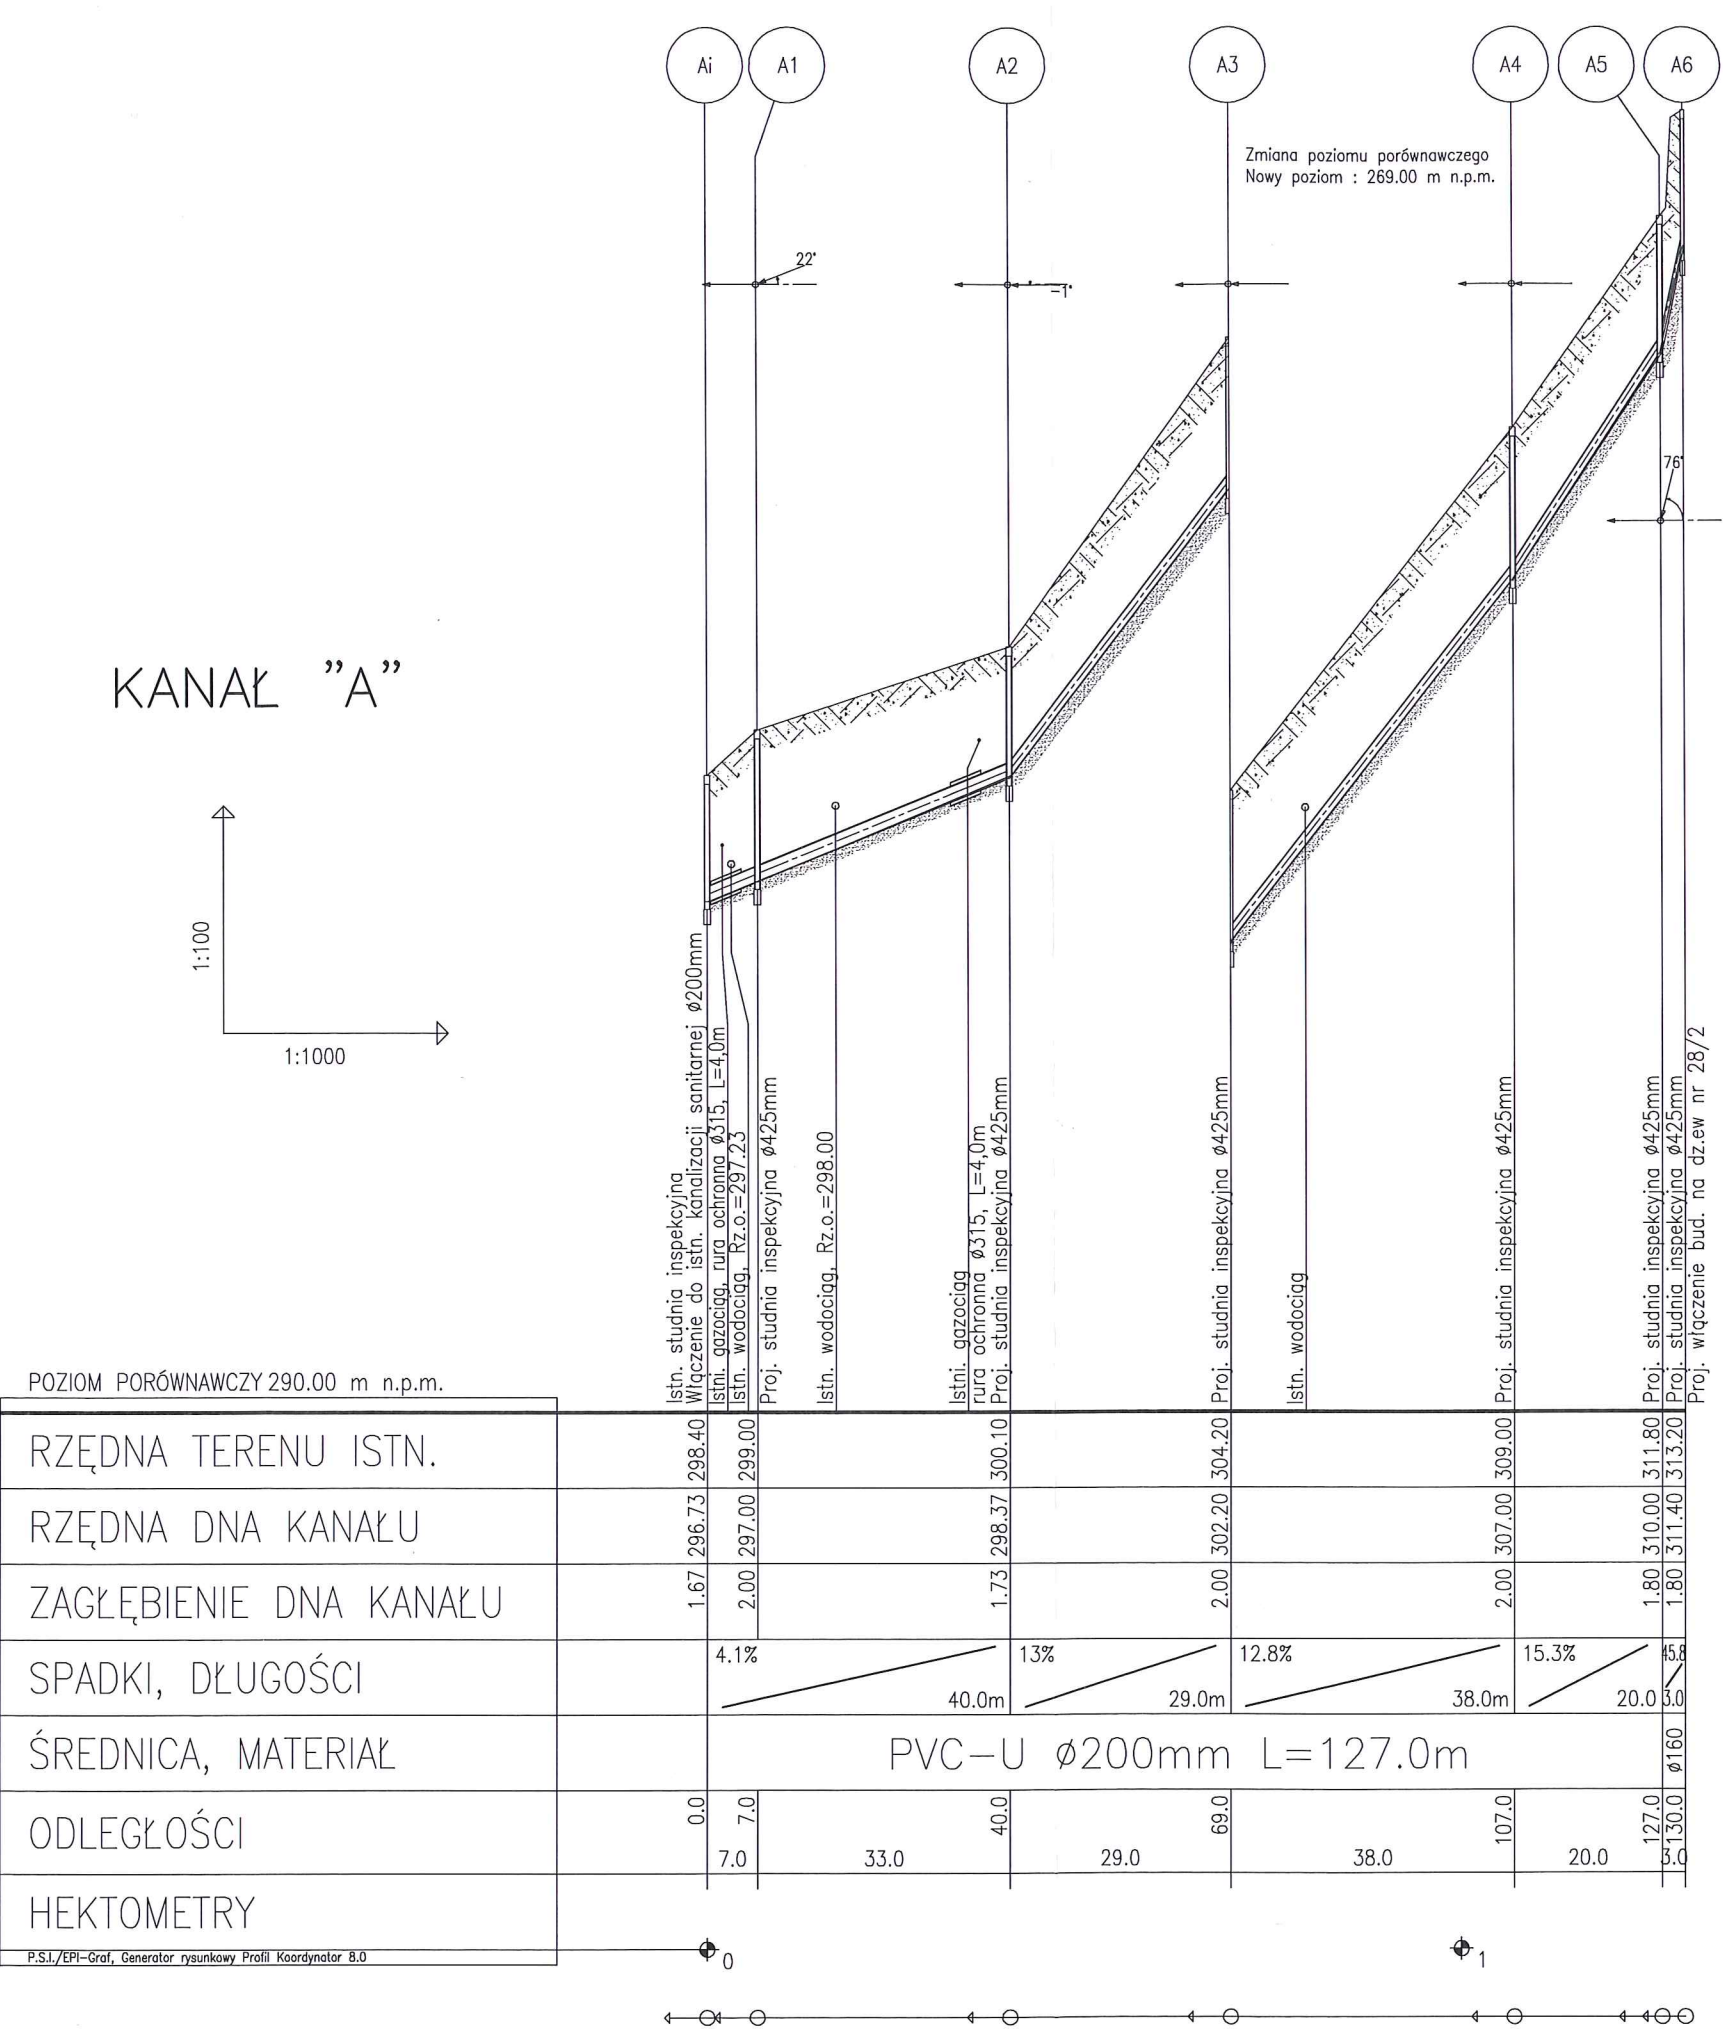 Ai A1 A2 A3 A4 A5 A6
Zmiana poziomu porównawczego
Nowy poziom : 269.00 m n.p.m.
22°
-1°
76°
KANAŁ ”A”
1:100
1:1000
Istn. studnia inspekcyjna
Włączenie do istn. kanalizacji sanitarnej ø200mm
Istni. gazociąg, rura ochronna ø315, L=4,0m
Istn. wodociąg, Rz.o.=297.23
Proj. studnia inspekcyjna ø425mm
Istn. wodociąg, Rz.o.=298.00
Istni. gazociąg
rura ochronna ø315, L=4,0m
Proj. studnia inspekcyjna ø425mm
Proj. studnia inspekcyjna ø425mm
Istn. wodociąg
Proj. studnia inspekcyjna ø425mm
Proj. studnia inspekcyjna ø425mm
Proj. studnia inspekcyjna ø425mm
Proj. włączenie bud. na dz.ew nr 28/2
POZIOM PORÓWNAWCZY 290.00 m n.p.m.
RZĘDNA TERENU ISTN. 298.40 299.00 300.10 304.20 309.00 311.80 313.20
RZĘDNA DNA KANAŁU 296.73 297.00 298.37 302.20 307.00 310.00 311.40
ZAGŁĘBIENIE DNA KANAŁU 1.67 2.00 1.73 2.00 2.00 1.80 1.80
SPADKI, DŁUGOŚCI 4.1% 40.0m 13% 29.0m 12.8% 38.0m 15.3% 20.0 45.8 3.0
ŚREDNICA, MATERIAŁ PVC-U ø200mm L=127.0m ø160
ODLEGŁOŚCI 0.0 7.0 40.0 69.0 107.0 127.0 130.0
7.0 33.0 29.0 38.0 20.0 3.0
HEKTOMETRY
P.S.I./EPI-Graf, Generator rysunkowy Profil Koordynator 8.0
0 1